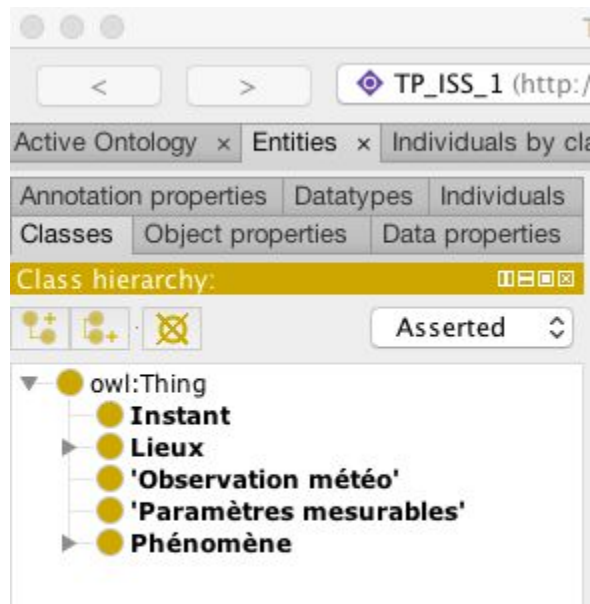 < > TP_ISS_1 (http:/
Active Ontology × Entities × Individuals by cla
Annotation properties Datatypes Individuals
Classes Object properties Data properties
Class hierarchy:
Asserted
owl:Thing
Instant
Lieux
'Observation météo'
'Paramètres mesurables'
Phénomène